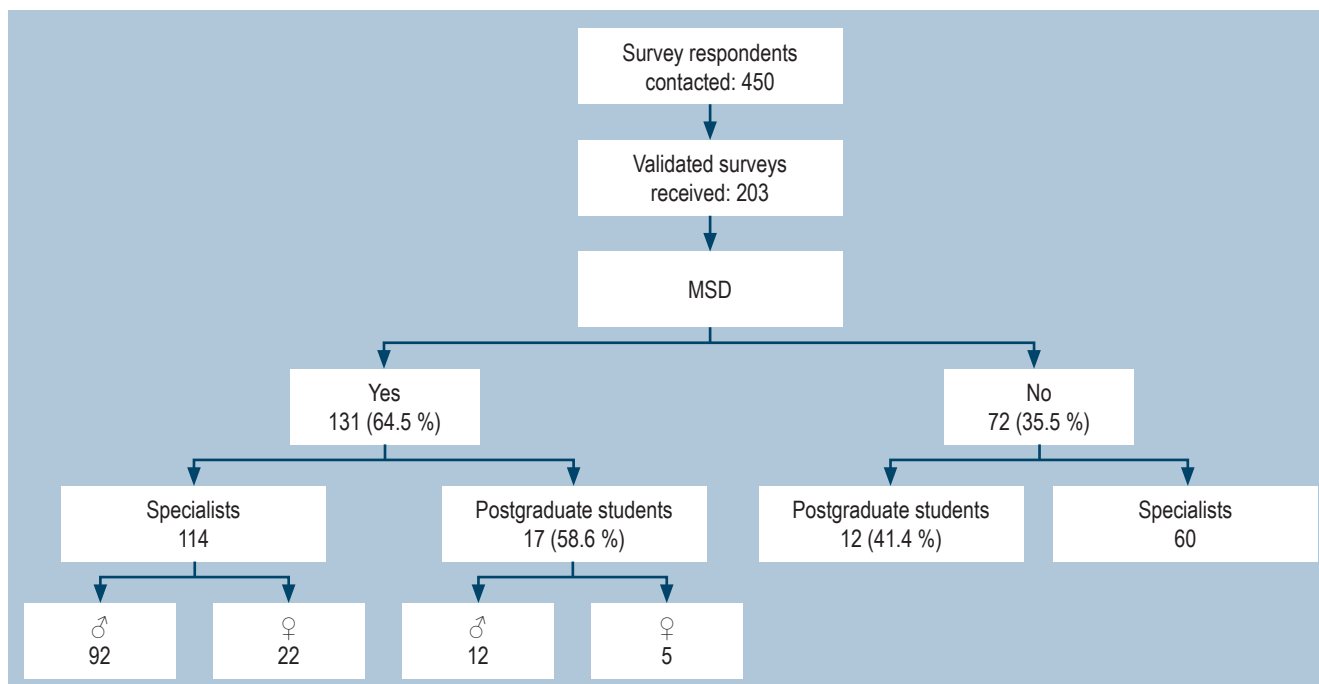 Survey respondents
contacted: 450
Validated surveys
received: 203
MSD
Yes
131 (64.5 %)
No
72 (35.5 %)
Specialists
114
Postgraduate students
17 (58.6 %)
Postgraduate students
12 (41.4 %)
Specialists
60
♂
92
♀
22
♂
12
♀
5